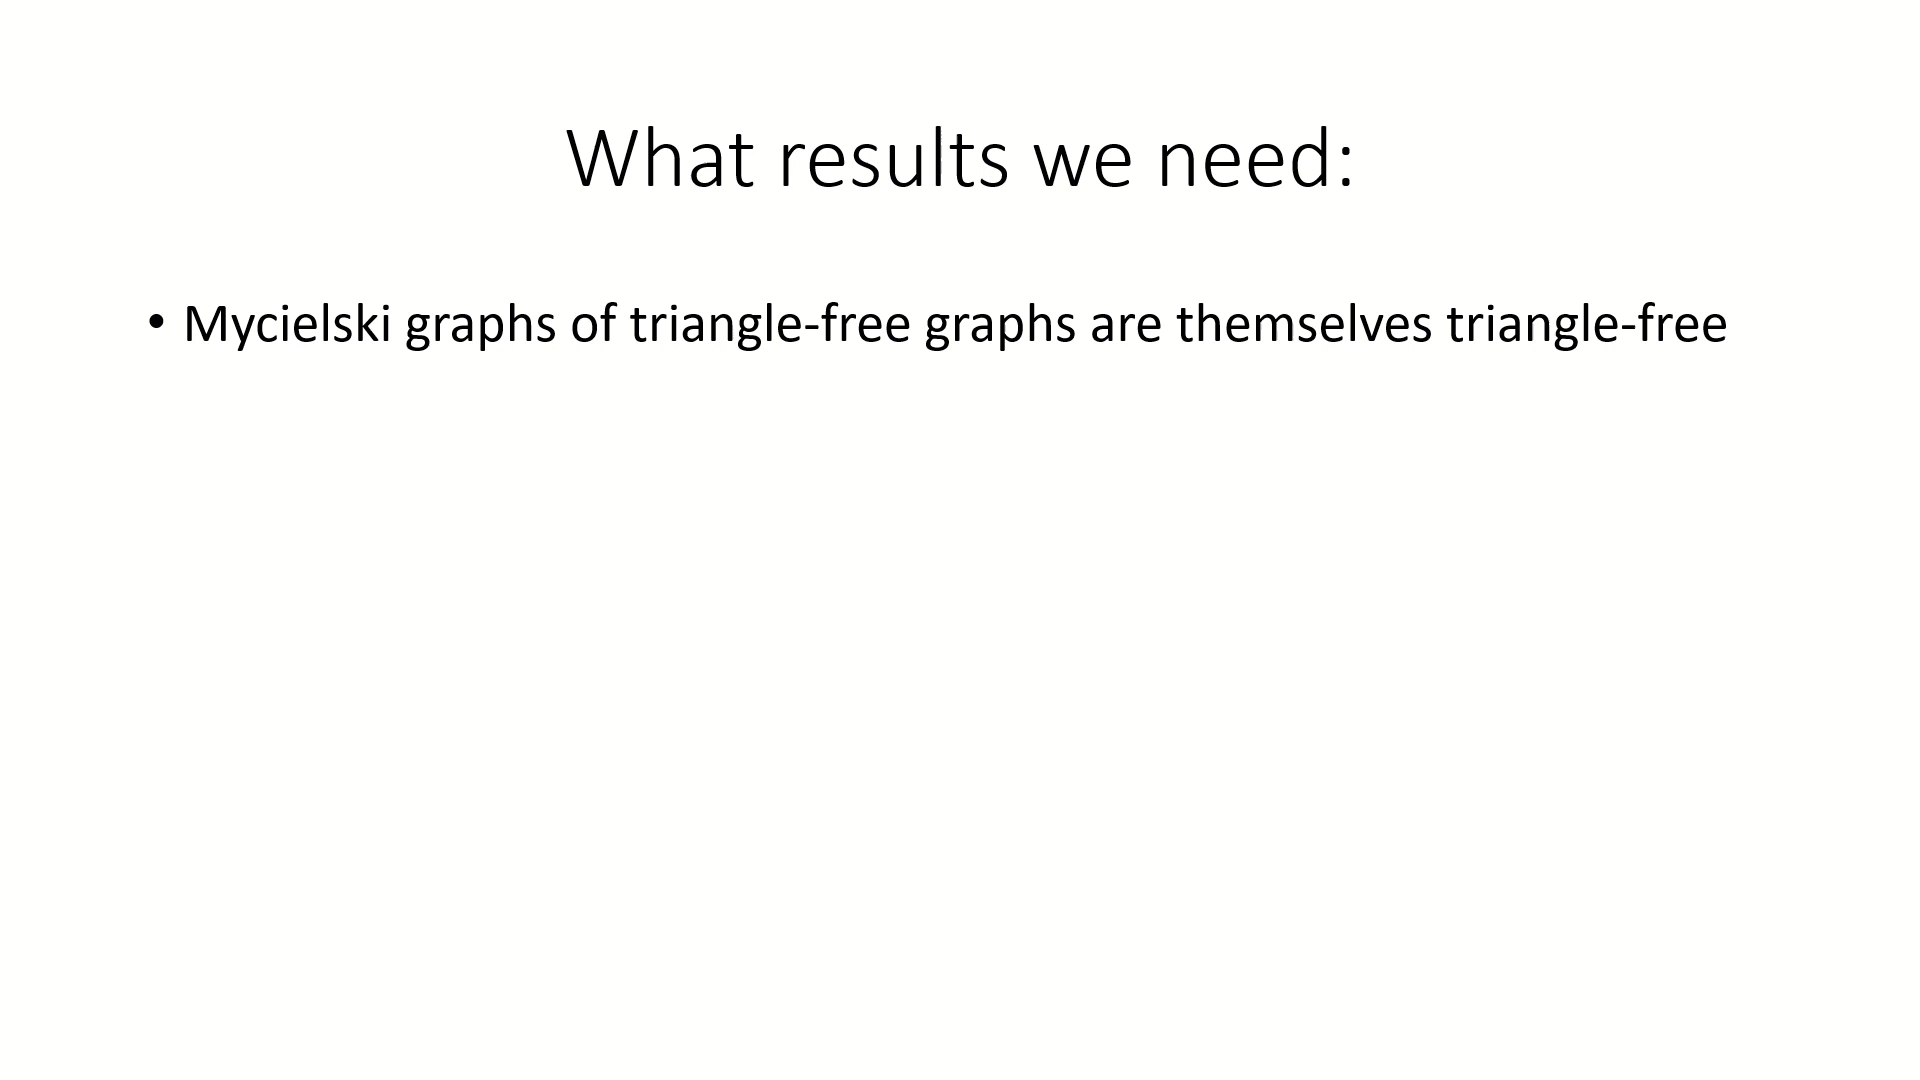 What results we need:
• Mycielski graphs of triangle-free graphs are themselves triangle-free